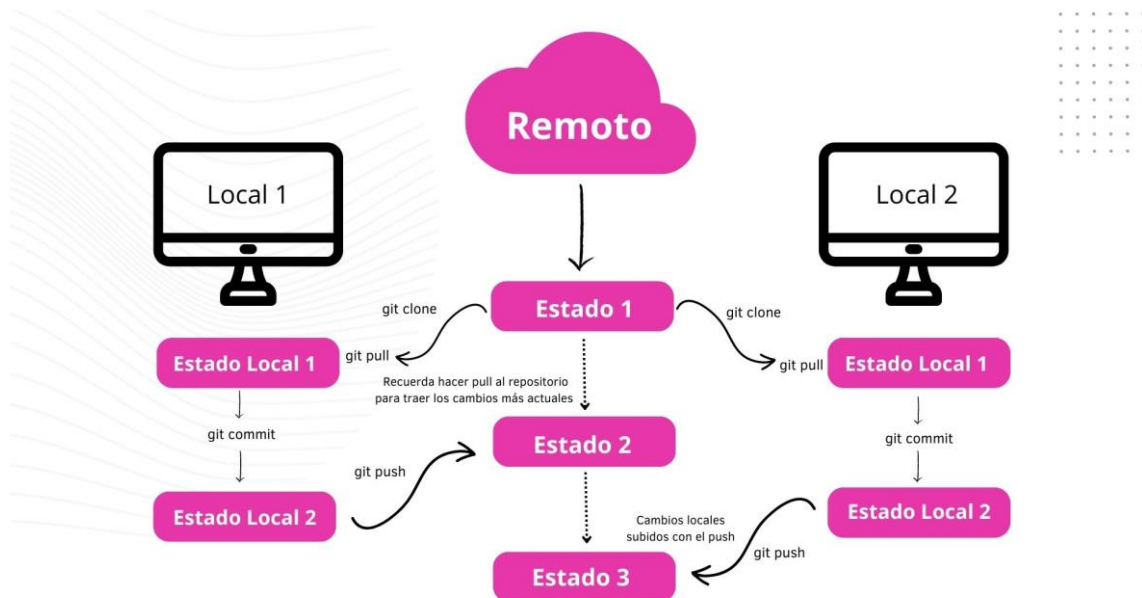 Remoto
Local 1
Local 2
Estado 1
git clone
git clone
Estado Local 1
git pull
git pull
Estado Local 1
Recuerda hacer pull al repositorio
para traer los cambios más actuales
git commit
git commit
Estado 2
git push
Estado Local 2
Estado Local 2
Cambios locales
subidos con el push
git push
Estado 3